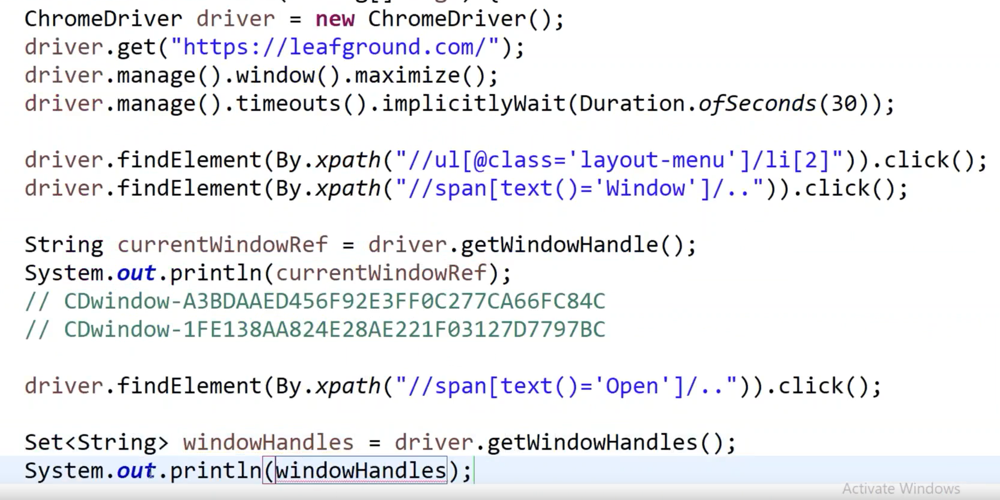 ChromeDriver driver = new ChromeDriver();
driver.get("https://leafground.com/");
driver.manage().window().maximize();
driver.manage().timeouts().implicitlyWait(Duration.ofSeconds(30));
driver.findElement(By.xpath("//ul[@class='layout-menu']/li[2]")).click();
driver.findElement(By.xpath("//span[text()='Window']/..")).click();
String currentWindowRef = driver.getWindowHandle();
System.out.println(currentWindowRef);
// CDwindow-A3BDAAED456F92E3FF0C277CA66FC84C
// CDwindow-1FE138AA824E28AE221F03127D7797BC
driver.findElement(By.xpath("//span[text()='Open']/..")).click();
Set<String> windowHandles = driver.getWindowHandles();
System.out.println(windowHandles);
Activate Windows